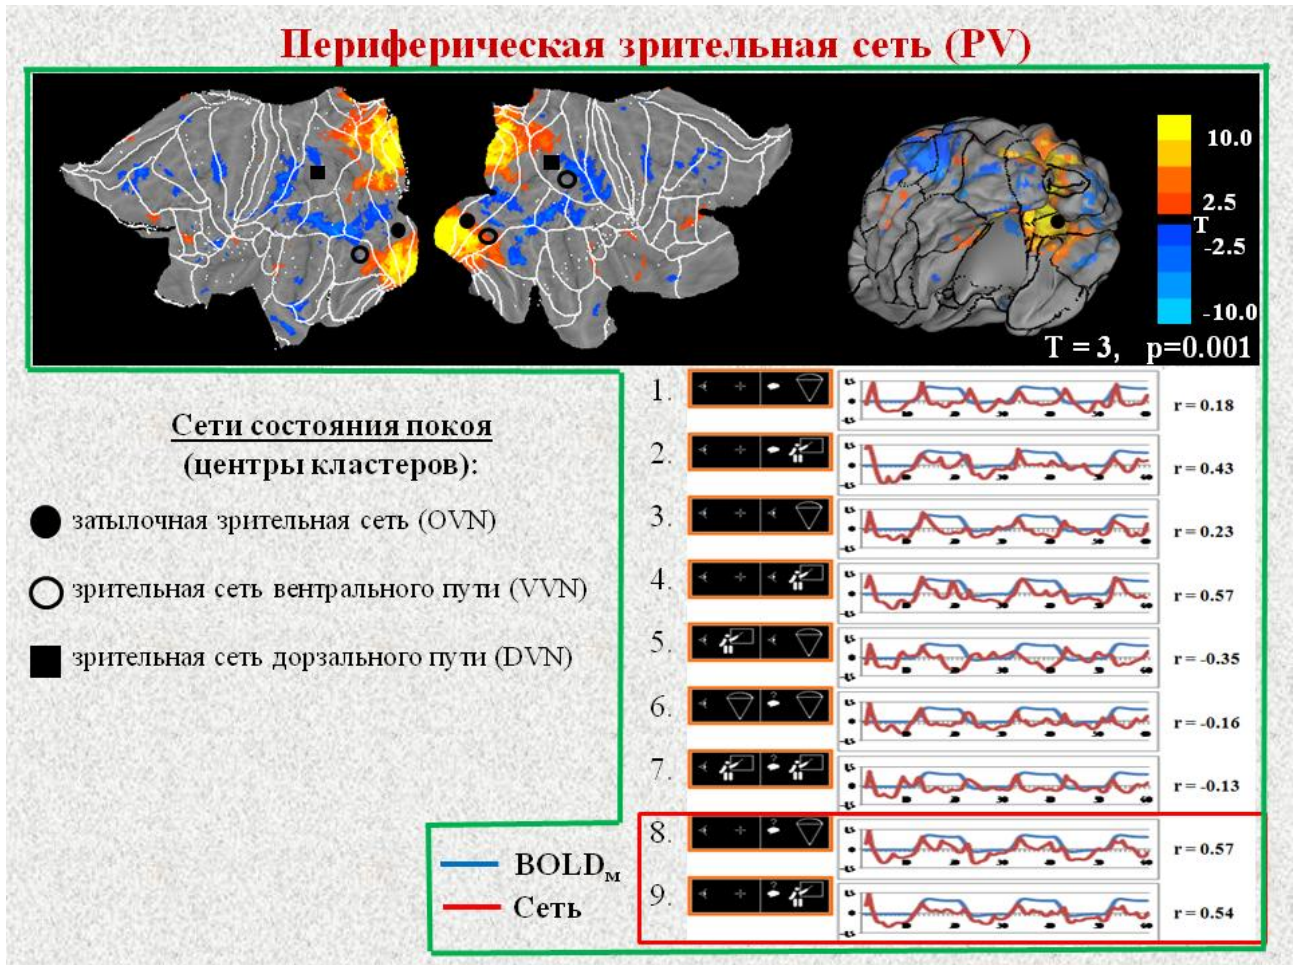 Периферическая зрительная сеть (PV)
10.0
2.5
T
-2.5
-10.0
T = 3, p=0.001
Сети состояния покоя
(центры кластеров):
затылочная зрительная сеть (OVN)
зрительная сеть вентрального пути (VVN)
зрительная сеть дорзального пути (DVN)
1.
r = 0.18
2.
r = 0.43
3.
r = 0.23
4.
r = 0.57
5.
r = -0.35
6.
r = -0.16
7.
r = -0.13
8.
r = 0.57
9.
r = 0.54
BOLDм
Сеть